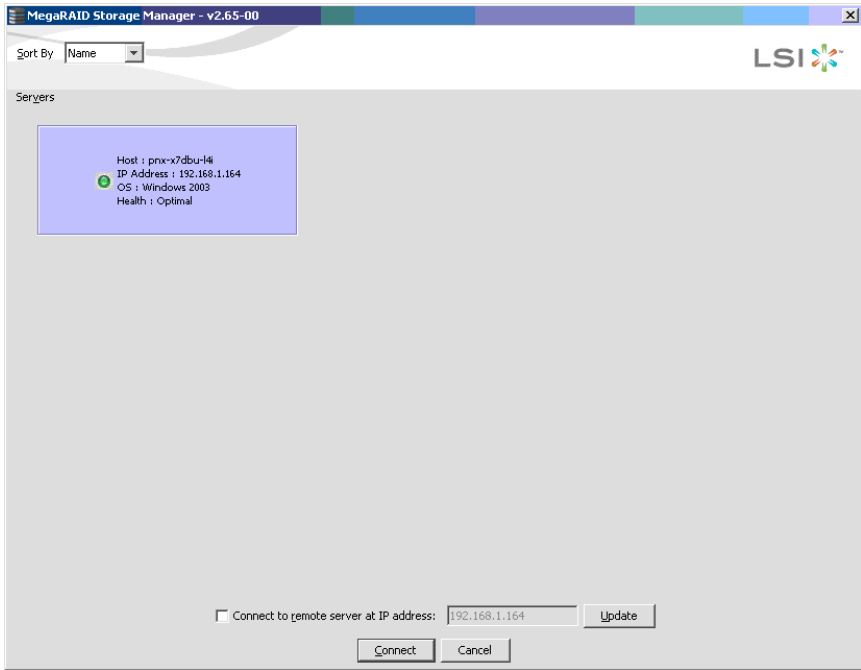 MegaRAID Storage Manager - v2.65-00
Sort By Name
LSI
Servers
Host : pnx-x7dbu-l4i
IP Address : 192.168.1.164
OS : Windows 2003
Health : Optimal
Connect to remote server at IP address: 192.168.1.164 Update
Connect Cancel